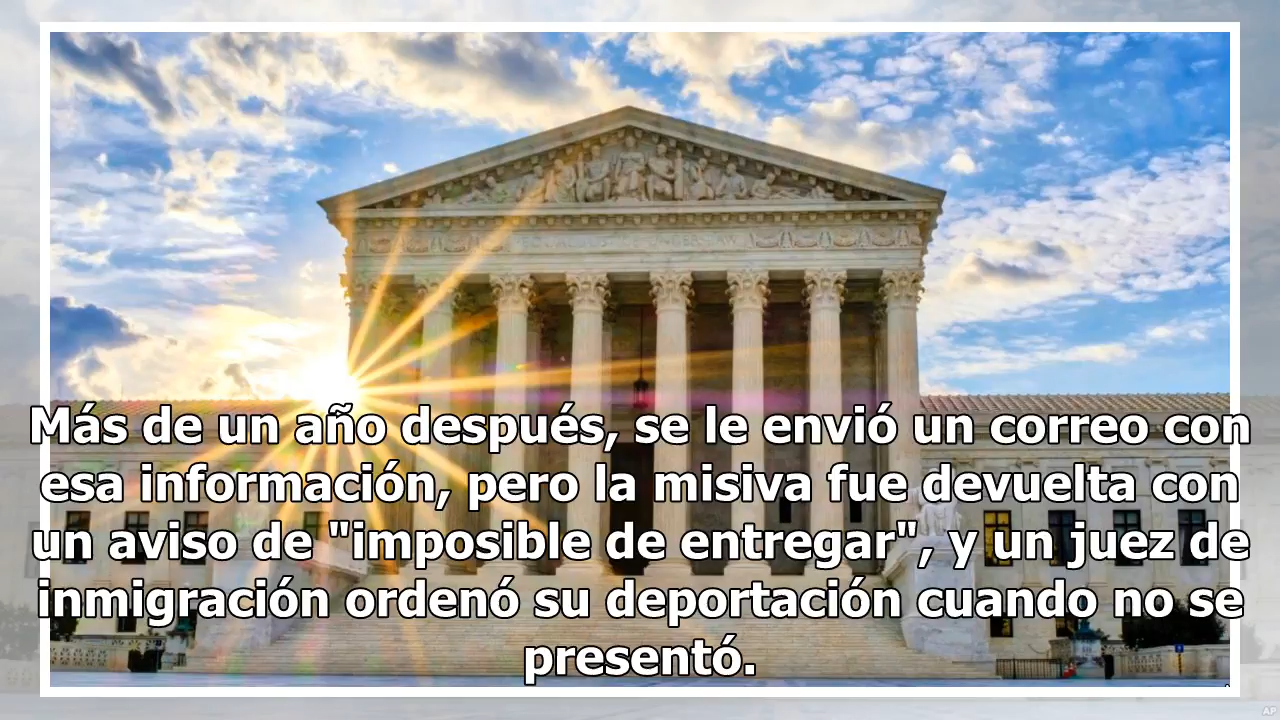 Más de un año después, se le envió un correo con
esa información, pero la misiva fue devuelta con
un aviso de "imposible de entregar", y un juez de
inmigración ordenó su deportación cuando no se
presentó.
AP